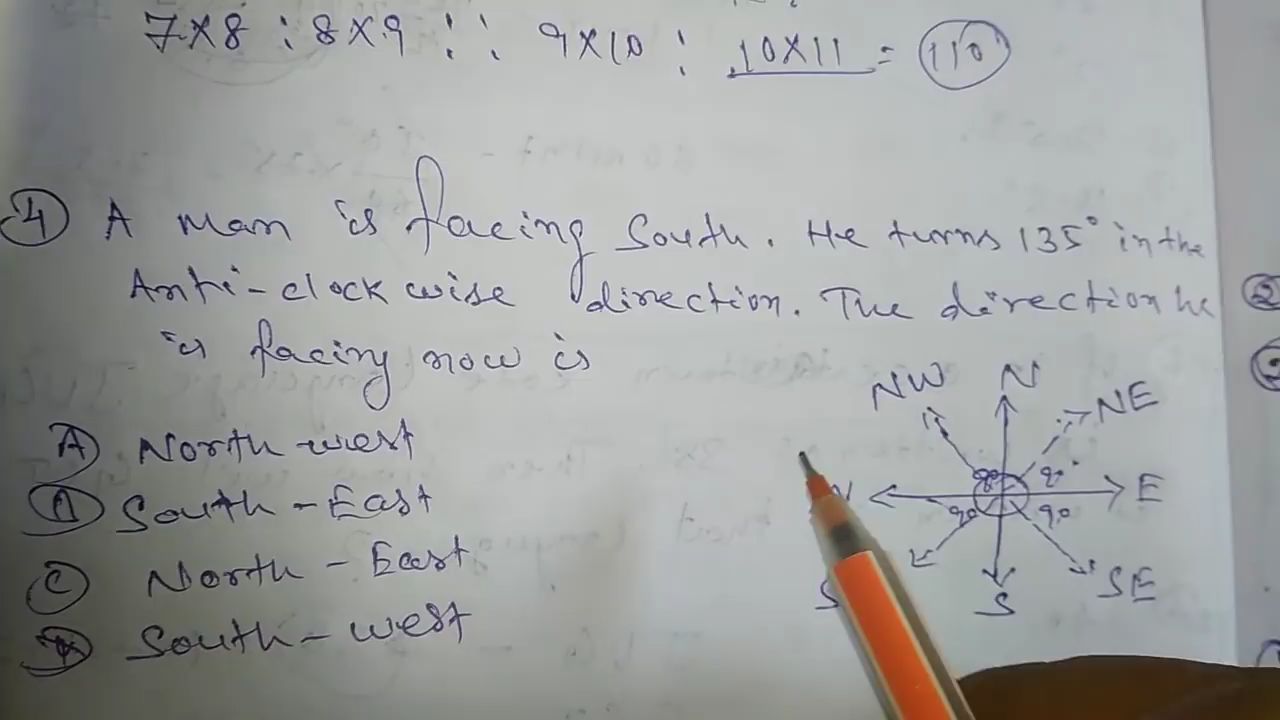 7×8 : 8×9 :: 9×10 : 10×11 = 110
4 A man is facing South. He turns 135° in the
Anti-clock wise direction. The direction he
is facing now is
A North-west
South-East
C North-East
South-west
NW N NE
90 90°
E
90 90
S SE